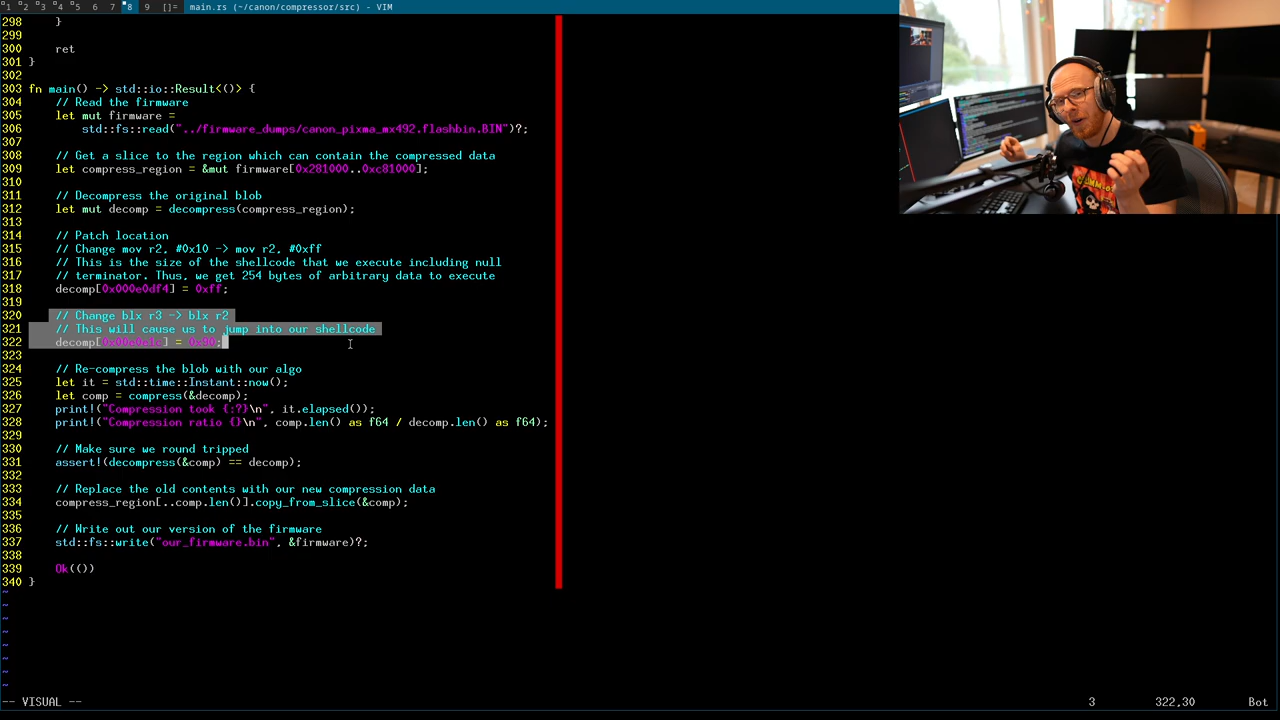 1 2 3 4 5 6 7 8 9 []= main.rs (~/canon/compressor/src) - VIM
298     }
299
300     ret
301 }
302
303 fn main() -> std::io::Result<()> {
304     // Read the firmware
305     let mut firmware =
306         std::fs::read("../firmware_dumps/canon_pixma_mx492.flashbin.BIN")?;
307
308     // Get a slice to the region which can contain the compressed data
309     let compress_region = &mut firmware[0x281000..0xc81000];
310
311     // Decompress the original blob
312     let mut decomp = decompress(compress_region);
313
314     // Patch location
315     // Change mov r2, #0x10 -> mov r2, #0xff
316     // This is the size of the shellcode that we execute including null
317     // terminator. Thus, we get 254 bytes of arbitrary data to execute
318     decomp[0x000e0df4] = 0xff;
319
320     // Change blx r3 -> blx r2
321     // This will cause us to jump into our shellcode
322     = 0x90;
323
324     // Re-compress the blob with our algo
325     let it = std::time::Instant::now();
326     let comp = compress(&decomp);
327     print!("Compression took {:?}\n", it.elapsed());
328     print!("Compression ratio {}\n", comp.len() as f64 / decomp.len() as f64);
329
330     // Make sure we round tripped
331     assert!(decompress(&comp) == decomp);
332
333     // Replace the old contents with our new compression data
334     compress_region[..comp.len()].copy_from_slice(&comp);
335
336     // Write out our version of the firmware
337     std::fs::write("our_firmware.bin", &firmware)?;
338
339     Ok(())
340 }
~
~
~
~
~
~
~
~
-- VISUAL -- 3 322,30 Bot